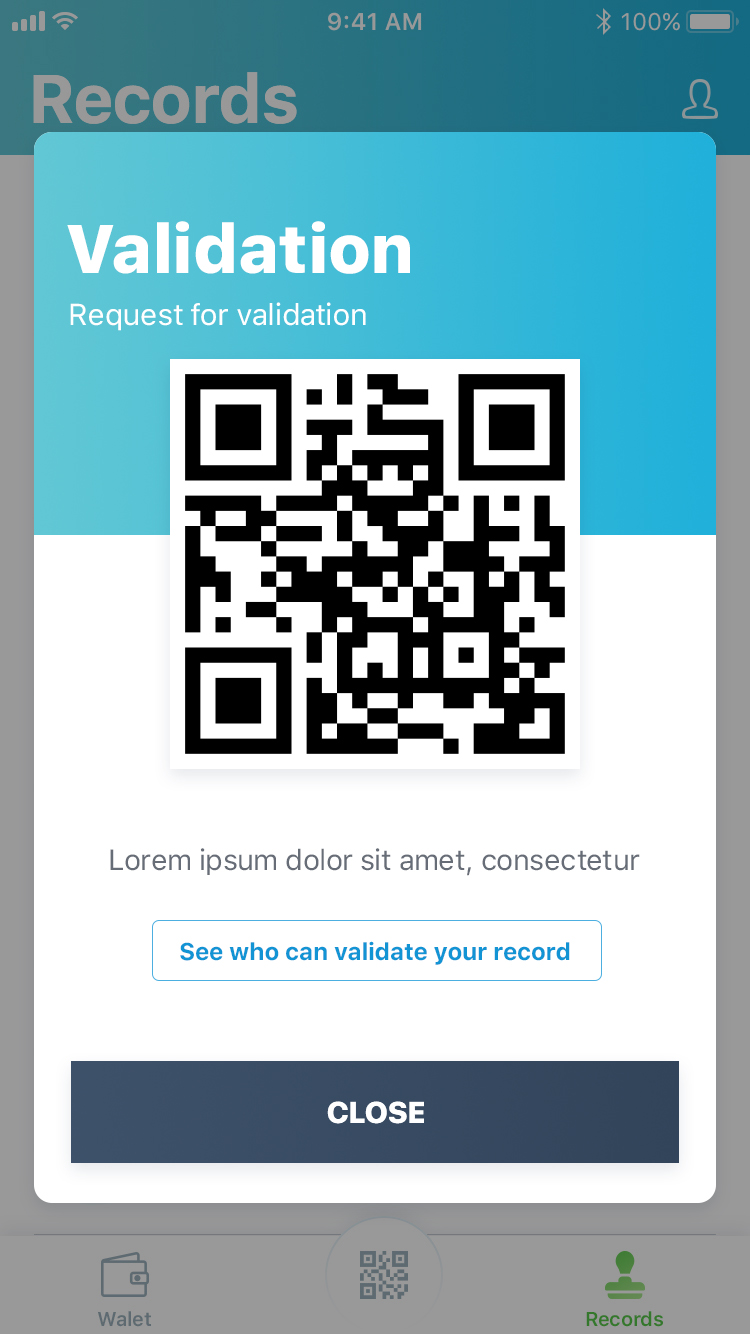 9:41 AM
100%
Records
Validation
Request for validation
Lorem ipsum dolor sit amet, consectetur
See who can validate your record
CLOSE
Walet
Records